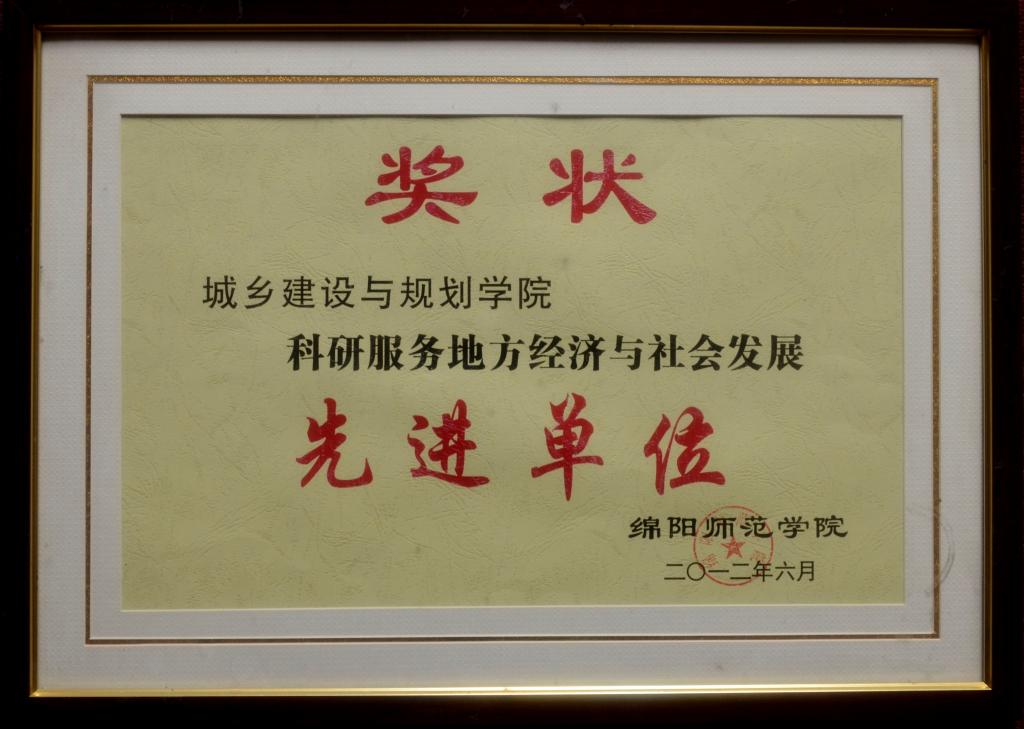 奖状
城乡建设与规划学院
科研服务地方经济与社会发展
先进单位
绵阳师范学院
二〇一二年六月